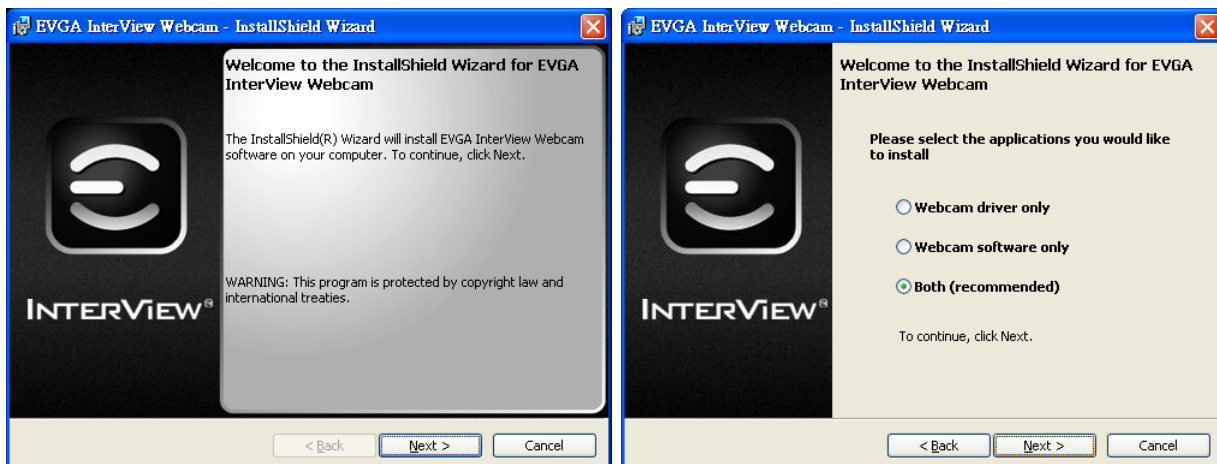 EVGA InterView Webcam - InstallShield Wizard
Welcome to the InstallShield Wizard for EVGA
InterView Webcam
The InstallShield(R) Wizard will install EVGA InterView Webcam
software on your computer. To continue, click Next.
WARNING: This program is protected by copyright law and
international treaties.
INTERVIEW®
< Back
Next >
Cancel
EVGA InterView Webcam - InstallShield Wizard
Welcome to the InstallShield Wizard for EVGA
InterView Webcam
Please select the applications you would like
to install
Webcam driver only
Webcam software only
Both (recommended)
To continue, click Next.
INTERVIEW®
< Back
Next >
Cancel